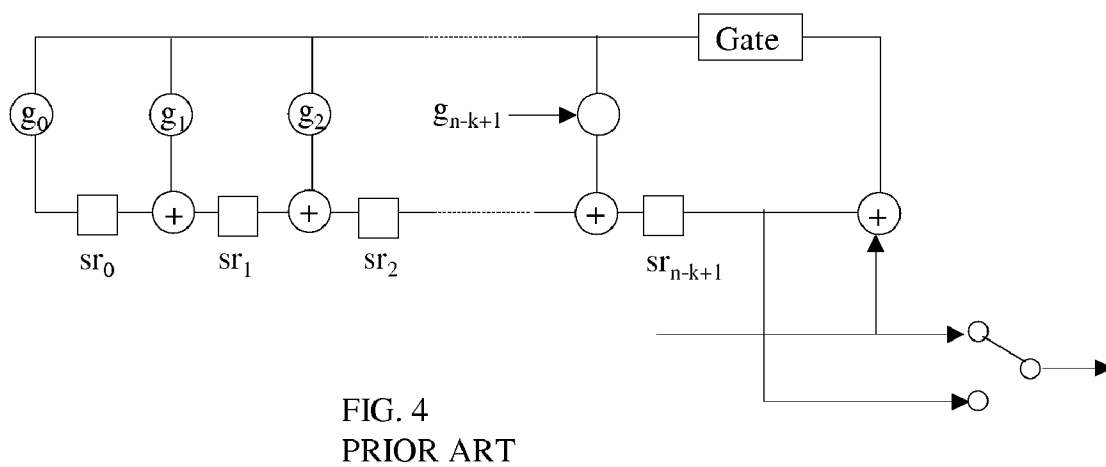 Gate
g₀ g₁ g₂ gₙ₋ₖ₊₁
+ + + +
sr₀ sr₁ sr₂ srₙ₋ₖ₊₁
FIG. 4
PRIOR ART